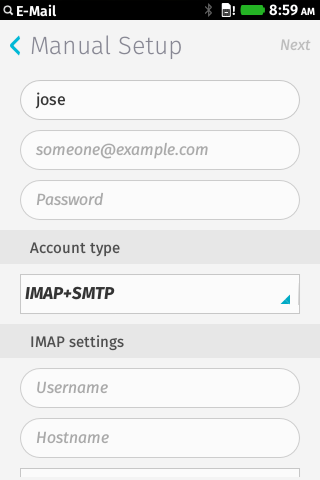 E-Mail
8:59 AM
Manual Setup
Next
jose
someone@example.com
Password
Account type
IMAP+SMTP
IMAP settings
Username
Hostname